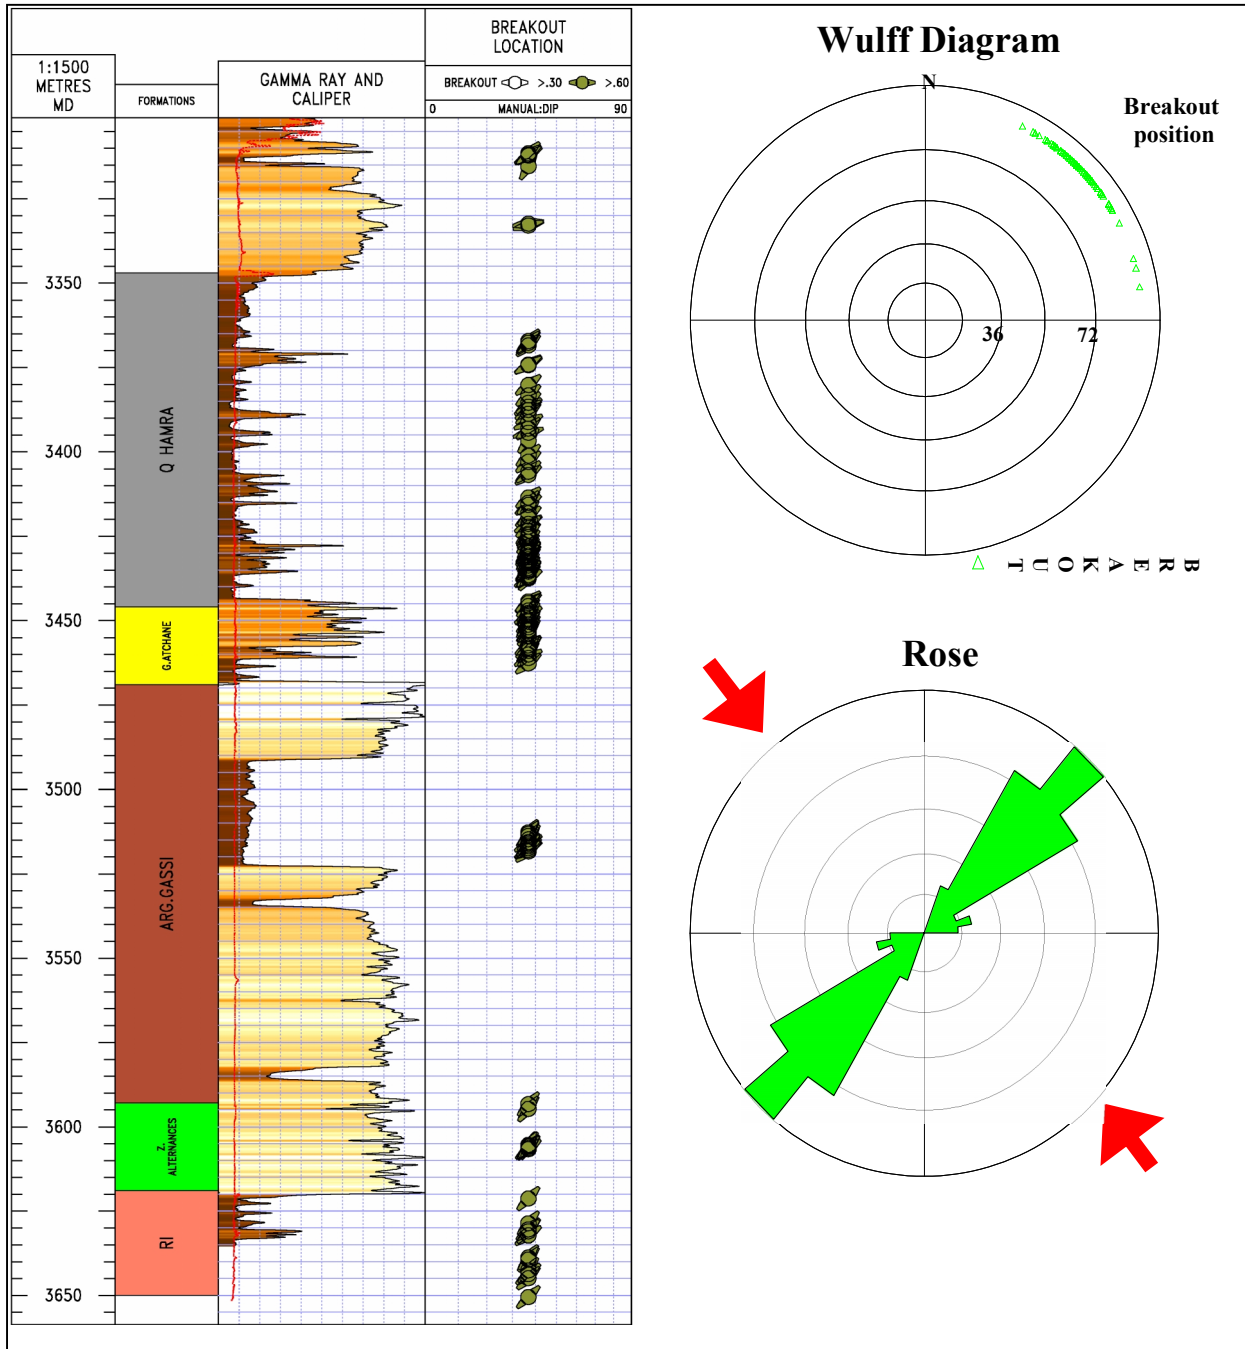 BREAKOUT
LOCATION
1:1500
METRES
MD
FORMATIONS
GAMMA RAY AND
CALIPER
BREAKOUT >.30 >.60
0 MANUAL:DIP 90
3350
3400
3450
3500
3550
3600
3650
Q HAMRA
G.ATCHANE
ARG.GASSI
Z.
ALTERNANCES
RI
Wulff Diagram
N
Breakout
position
36
72
BREAKOUT
Rose